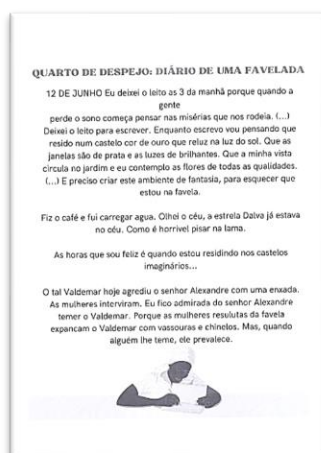 QUARTO DE DESPEJO: DIÁRIO DE UMA FAVELADA
12 DE JUNHO Eu deixei o leito as 3 da manhã porque quando a
gente
perde o sono começa pensar nas misérias que nos rodeia. (...)
Deixei o leito para escrever. Enquanto escrevo vou pensando que
resido num castelo cor de ouro que reluz na luz do sol. Que as
janelas são de prata e as luzes de brilhantes. Que a minha vista
circula no jardim e eu contemplo as flores de todas as qualidades.
(...) É preciso criar este ambiente de fantasia, para esquecer que
estou na favela.
Fiz o café e fui carregar agua. Olhei o céu, a estrela Dalva já estava
no céu. Como é horrivel pisar na lama.
As horas que sou feliz é quando estou residindo nos castelos
imaginários...
O tal Valdemar hoje agrediu o senhor Alexandre com uma enxada.
As mulheres interviram. Eu fico admirada do senhor Alexandre
temer o Valdemar. Porque as mulheres resulutas da favela
expancam o Valdemar com vassouras e chinelos. Mas, quando
alguém lhe teme, ele prevalece.